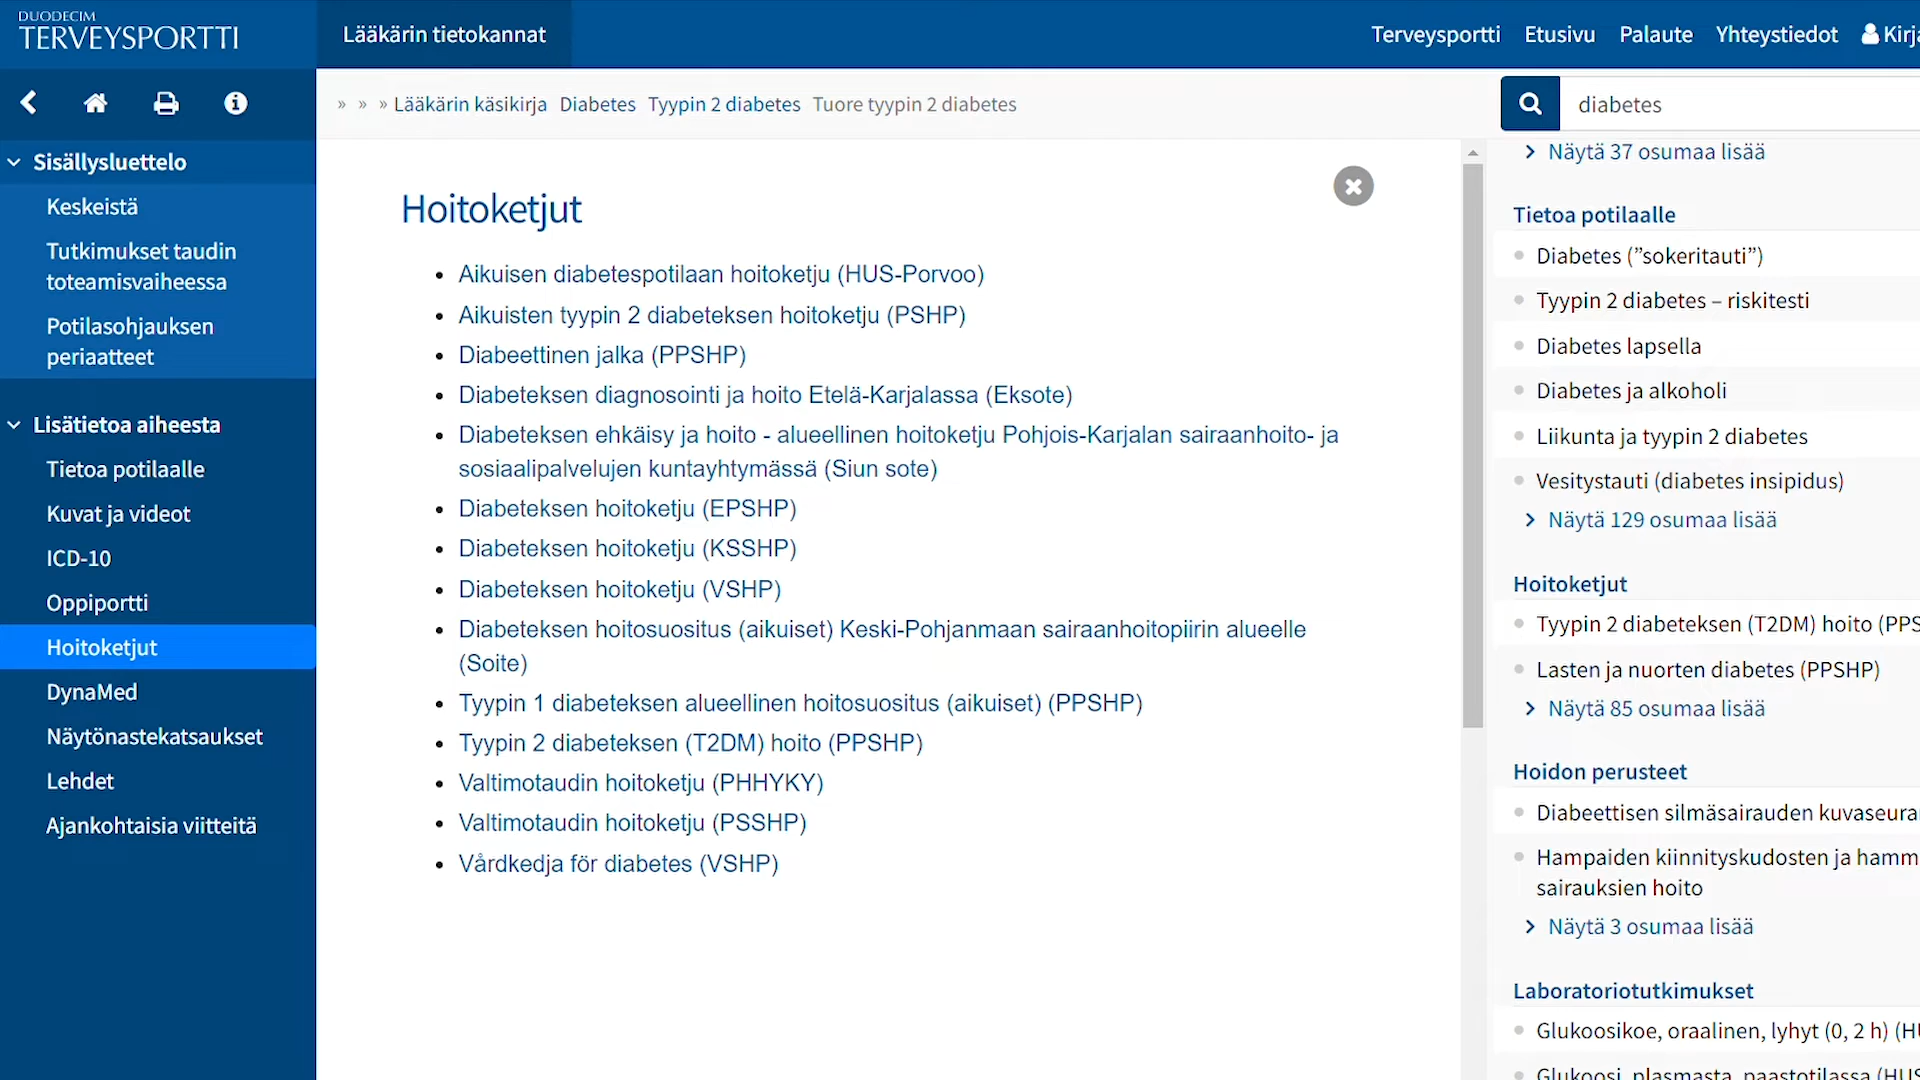 DUODECIM
TERVEYSPORTTI
Lääkärin tietokannat
Terveysportti
Etusivu
Palaute
Yhteystiedot
» » » Lääkärin käsikirja Diabetes Tyypin 2 diabetes Tuore tyypin 2 diabetes
diabetes
Sisällysluettelo
Keskeistä
Tutkimukset taudin
toteamisvaiheessa
Potilasohjauksen
periaatteet
Lisätietoa aiheesta
Tietoa potilaalle
Kuvat ja videot
ICD-10
Oppiportti
Hoitoketjut
DynaMed
Näytönastekatsaukset
Lehdet
Ajankohtaisia viitteitä
Hoitoketjut
• Aikuisen diabetespotilaan hoitoketju (HUS-Porvoo)
• Aikuisten tyypin 2 diabeteksen hoitoketju (PSHP)
• Diabeettinen jalka (PPSHP)
• Diabeteksen diagnosointi ja hoito Etelä-Karjalassa (Eksote)
• Diabeteksen ehkäisy ja hoito - alueellinen hoitoketju Pohjois-Karjalan sairaanhoito- ja
sosiaalipalvelujen kuntayhtymässä (Siun sote)
• Diabeteksen hoitoketju (EPSHP)
• Diabeteksen hoitoketju (KSSHP)
• Diabeteksen hoitoketju (VSHP)
• Diabeteksen hoitosuositus (aikuiset) Keski-Pohjanmaan sairaanhoitopiirin alueelle
(Soite)
• Tyypin 1 diabeteksen alueellinen hoitosuositus (aikuiset) (PPSHP)
• Tyypin 2 diabeteksen (T2DM) hoito (PPSHP)
• Valtimotaudin hoitoketju (PHHYKY)
• Valtimotaudin hoitoketju (PSSHP)
• Vårdkedja för diabetes (VSHP)
Näytä 37 osumaa lisää
Tietoa potilaalle
Diabetes (”sokeritauti”)
Tyypin 2 diabetes – riskitesti
Diabetes lapsella
Diabetes ja alkoholi
Liikunta ja tyypin 2 diabetes
Vesitystauti (diabetes insipidus)
Näytä 129 osumaa lisää
Hoitoketjut
Tyypin 2 diabeteksen (T2DM) hoito
Lasten ja nuorten diabetes (PPSHP)
Näytä 85 osumaa lisää
Hoidon perusteet
Diabeettisen silmäsairauden
Hampaiden kiinnityskudosten ja
sairauksien hoito
Näytä 3 osumaa lisää
Laboratoriotutkimukset
Glukoosikoe, oraalinen, lyhyt (0, 2 h)
Glukoosi, plasmasta, paastotilassa